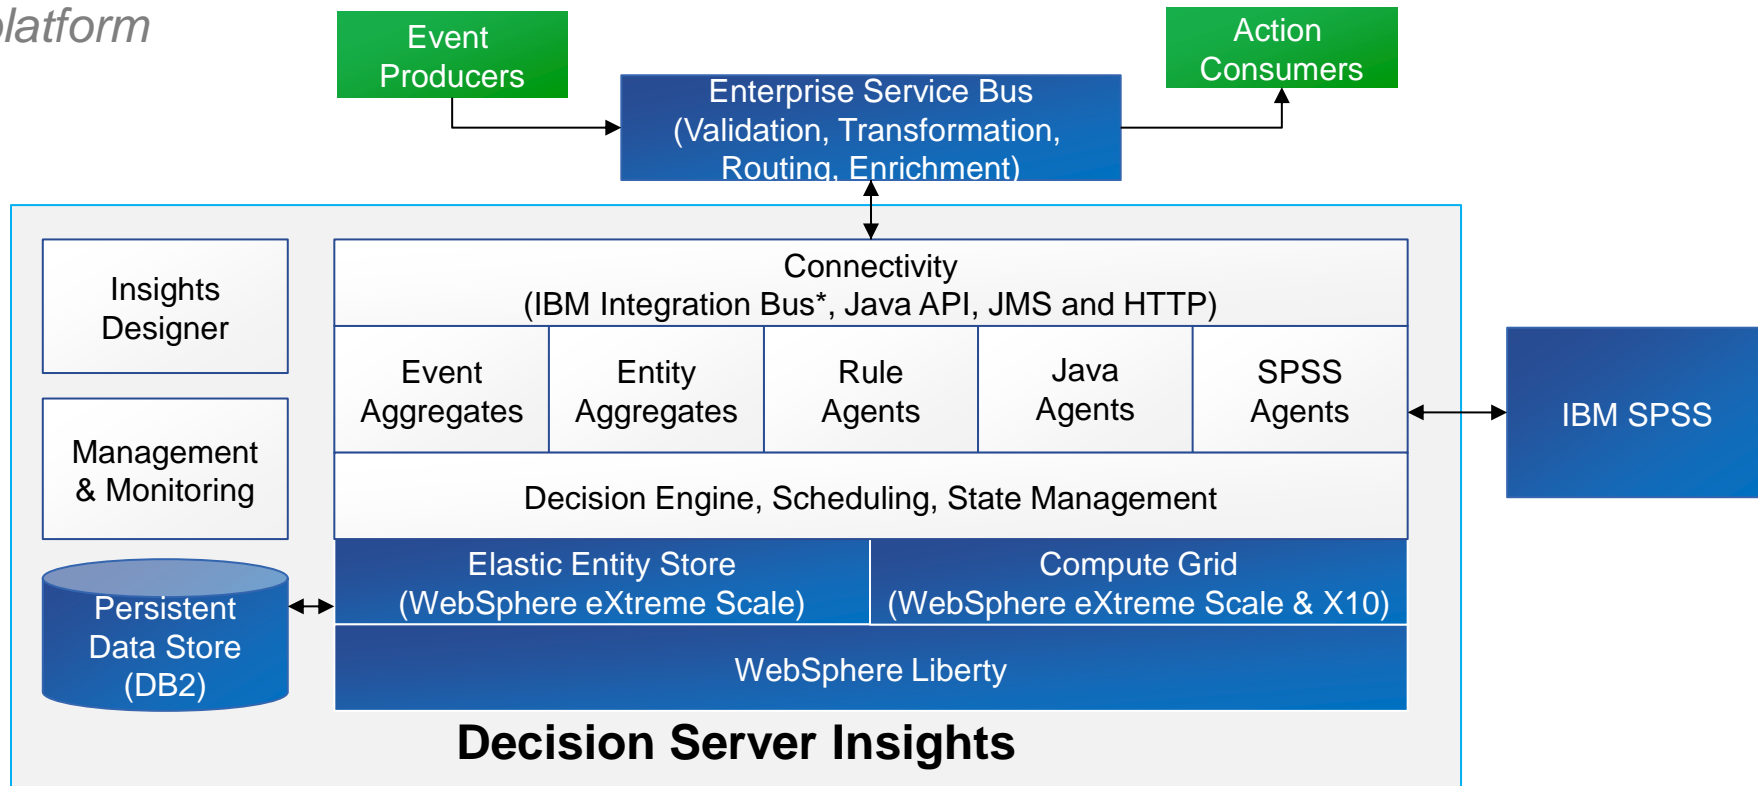 platform
Event
Producers
Action
Consumers
Enterprise Service Bus
(Validation, Transformation,
Routing, Enrichment)
Insights
Designer
Connectivity
(IBM Integration Bus*, Java API, JMS and HTTP)
Event
Aggregates
Entity
Aggregates
Rule
Agents
Java
Agents
SPSS
Agents
IBM SPSS
Management
& Monitoring
Decision Engine, Scheduling, State Management
Elastic Entity Store
(WebSphere eXtreme Scale)
Compute Grid
(WebSphere eXtreme Scale & X10)
Persistent
Data Store
(DB2)
WebSphere Liberty
Decision Server Insights